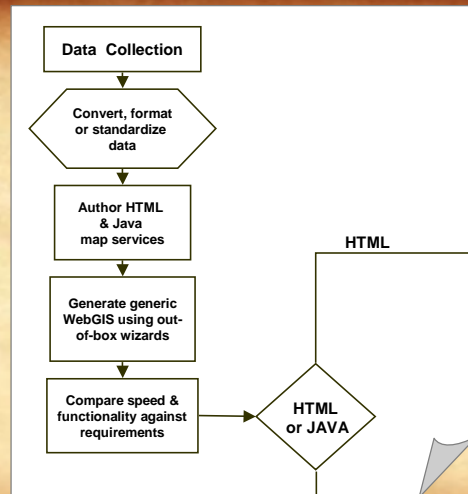 Data Collection
Convert, format
or standardize
data
Author HTML
& Java
map services
Generate generic
WebGIS using out-
of-box wizards
Compare speed &
functionality against
requirements
HTML
or JAVA
HTML